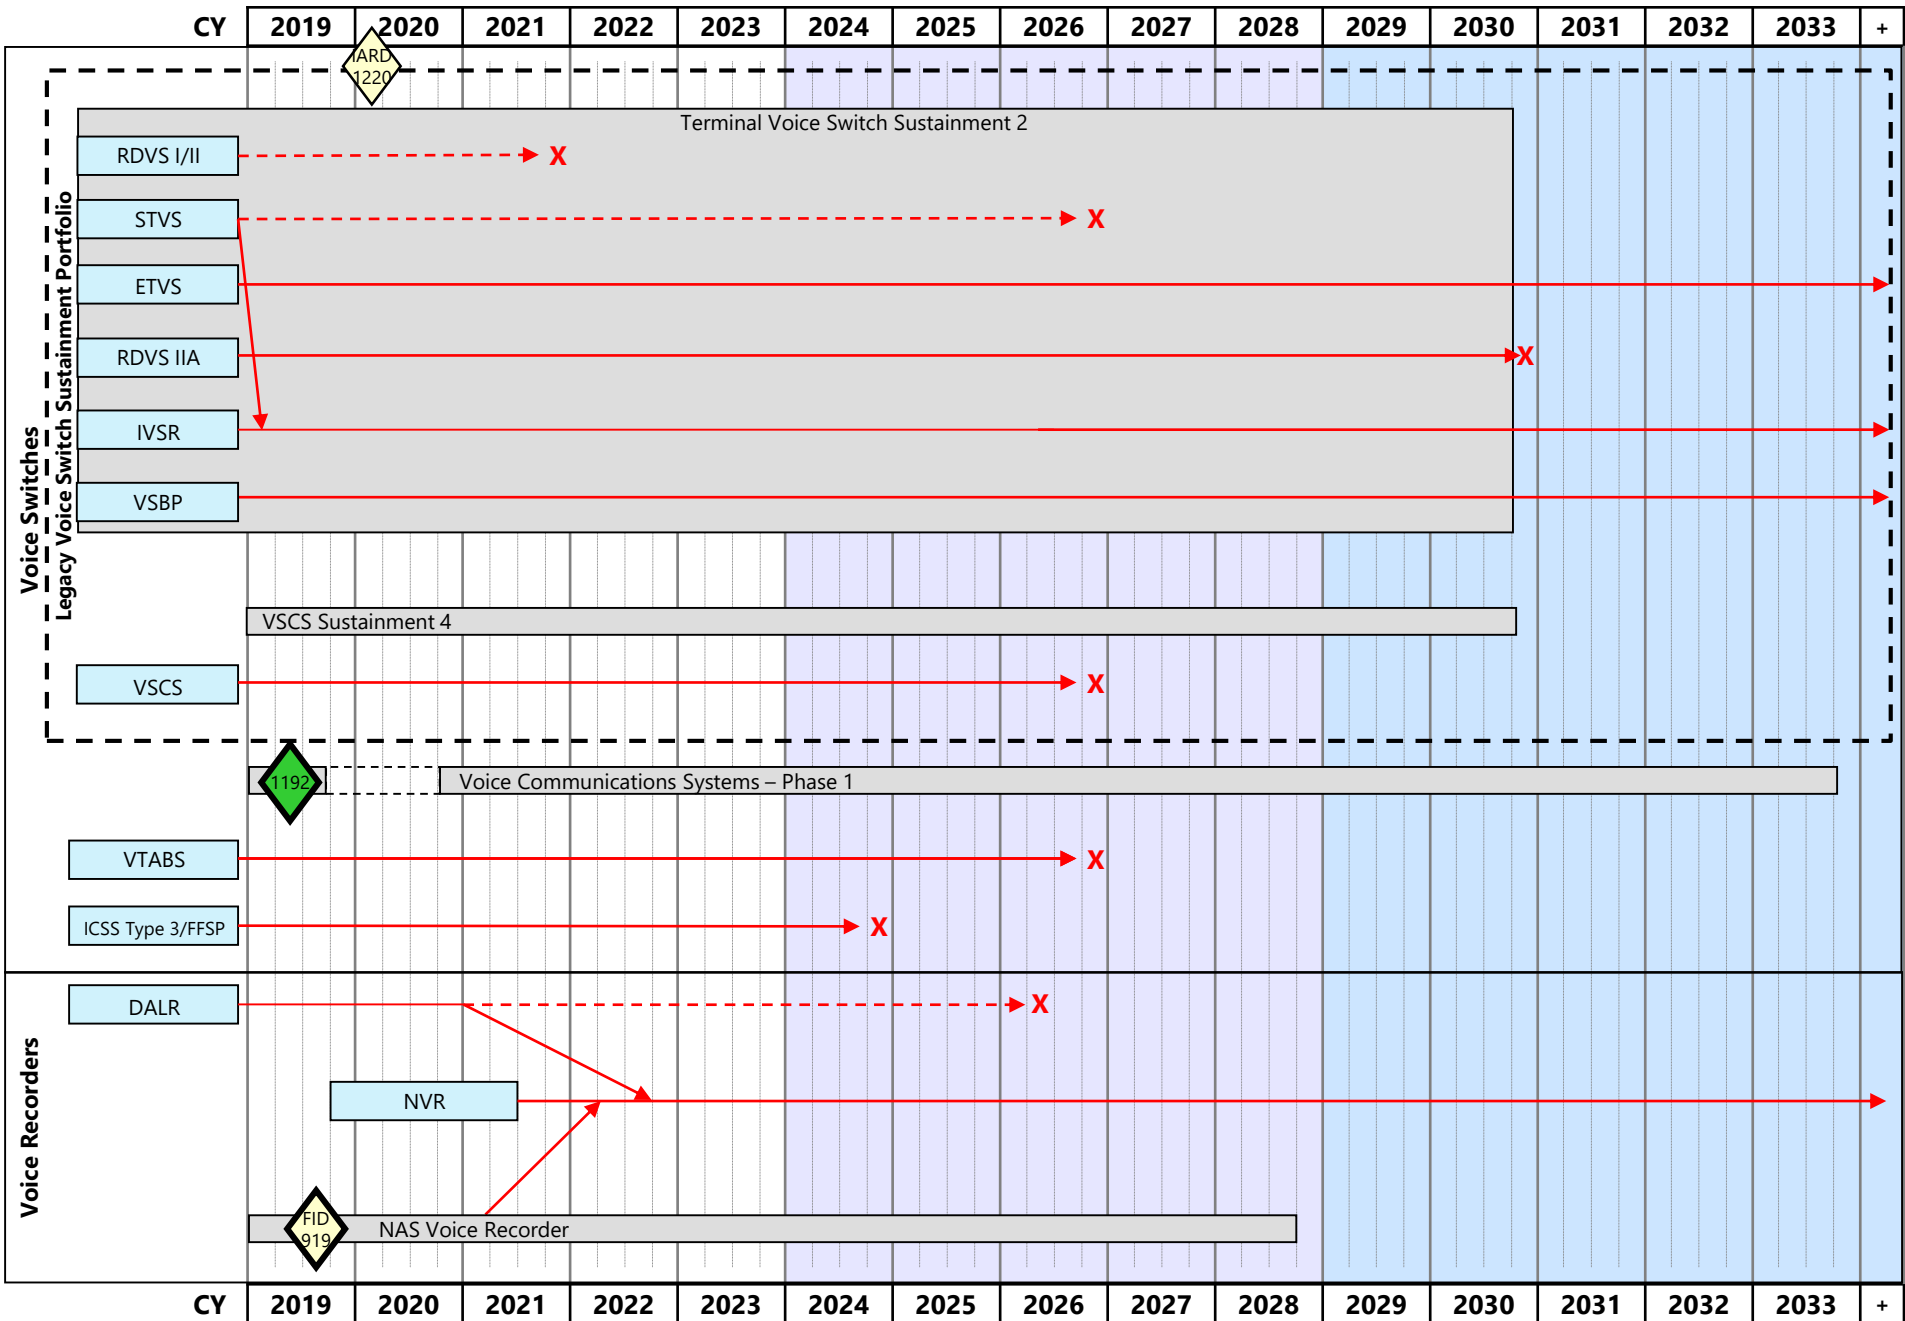 CY 2019 2020 2021 2022 2023 2024 2025 2026 2027 2028 2029 2030 2031 2032 2033 +
IARD
1220
Voice Switches
Legacy Voice Switch Sustainment Portfolio
Terminal Voice Switch Sustainment 2
RDVS I/II X
STVS X
ETVS
RDVS IIA X
IVSR
VSBP
VSCS Sustainment 4
VSCS X
1192 Voice Communications Systems – Phase 1
VTABS X
ICSS Type 3/FFSP X
Voice Recorders
DALR X
NVR
FID
919
NAS Voice Recorder
CY 2019 2020 2021 2022 2023 2024 2025 2026 2027 2028 2029 2030 2031 2032 2033 +